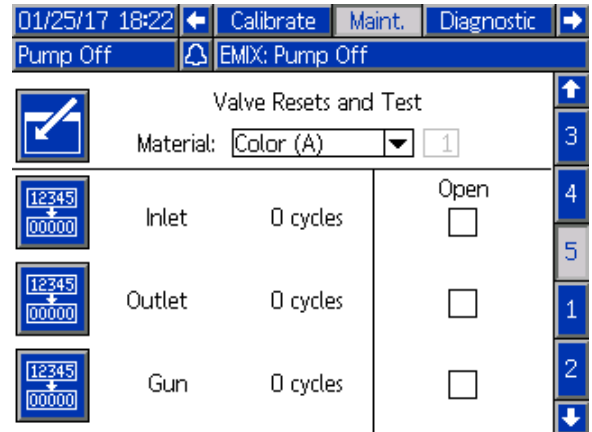 01/25/17 18:22 Calibrate Maint. Diagnostic
Pump Off EMIX: Pump Off
Valve Resets and Test
Material: Color (A) 1
3
Open
12345
00000
Inlet 0 cycles
4
5
12345
00000
Outlet 0 cycles
1
12345
00000
Gun 0 cycles
2